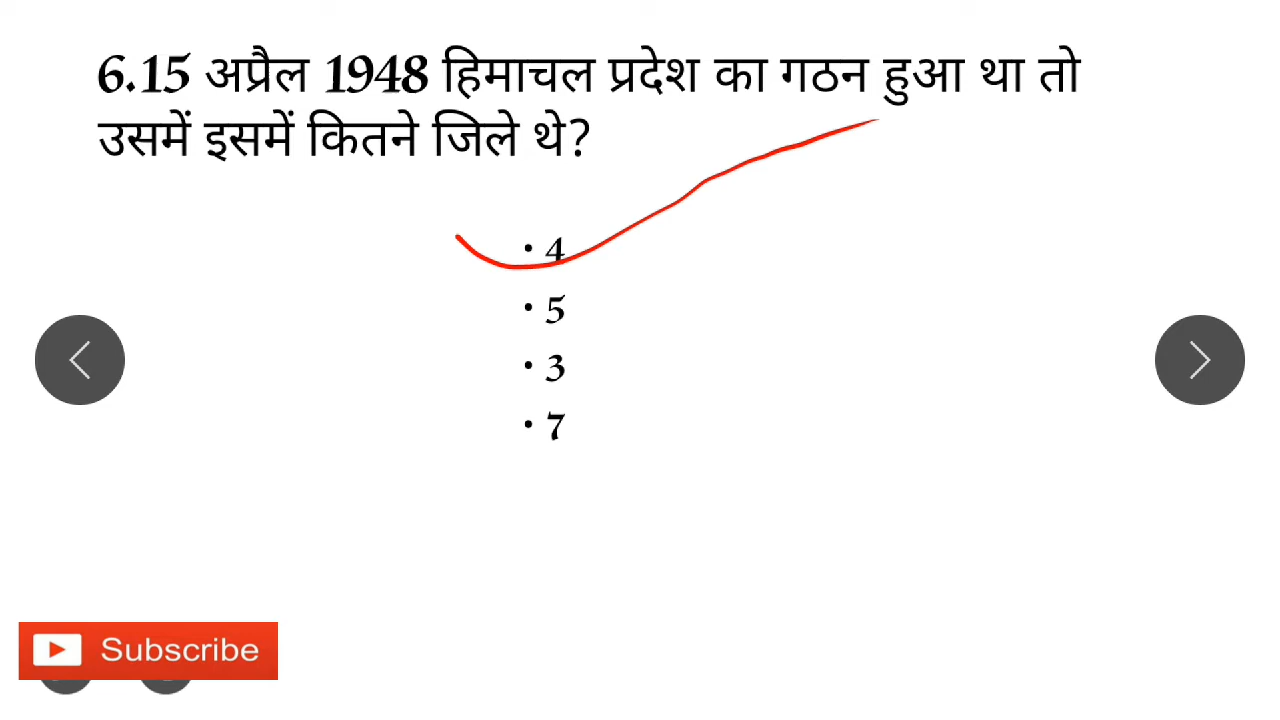 6.15 अप्रैल 1948 हिमाचल प्रदेश का गठन हुआ था तो
उसमें इसमें कितने जिले थे?
• 4
• 5
• 3
• 7
Subscribe